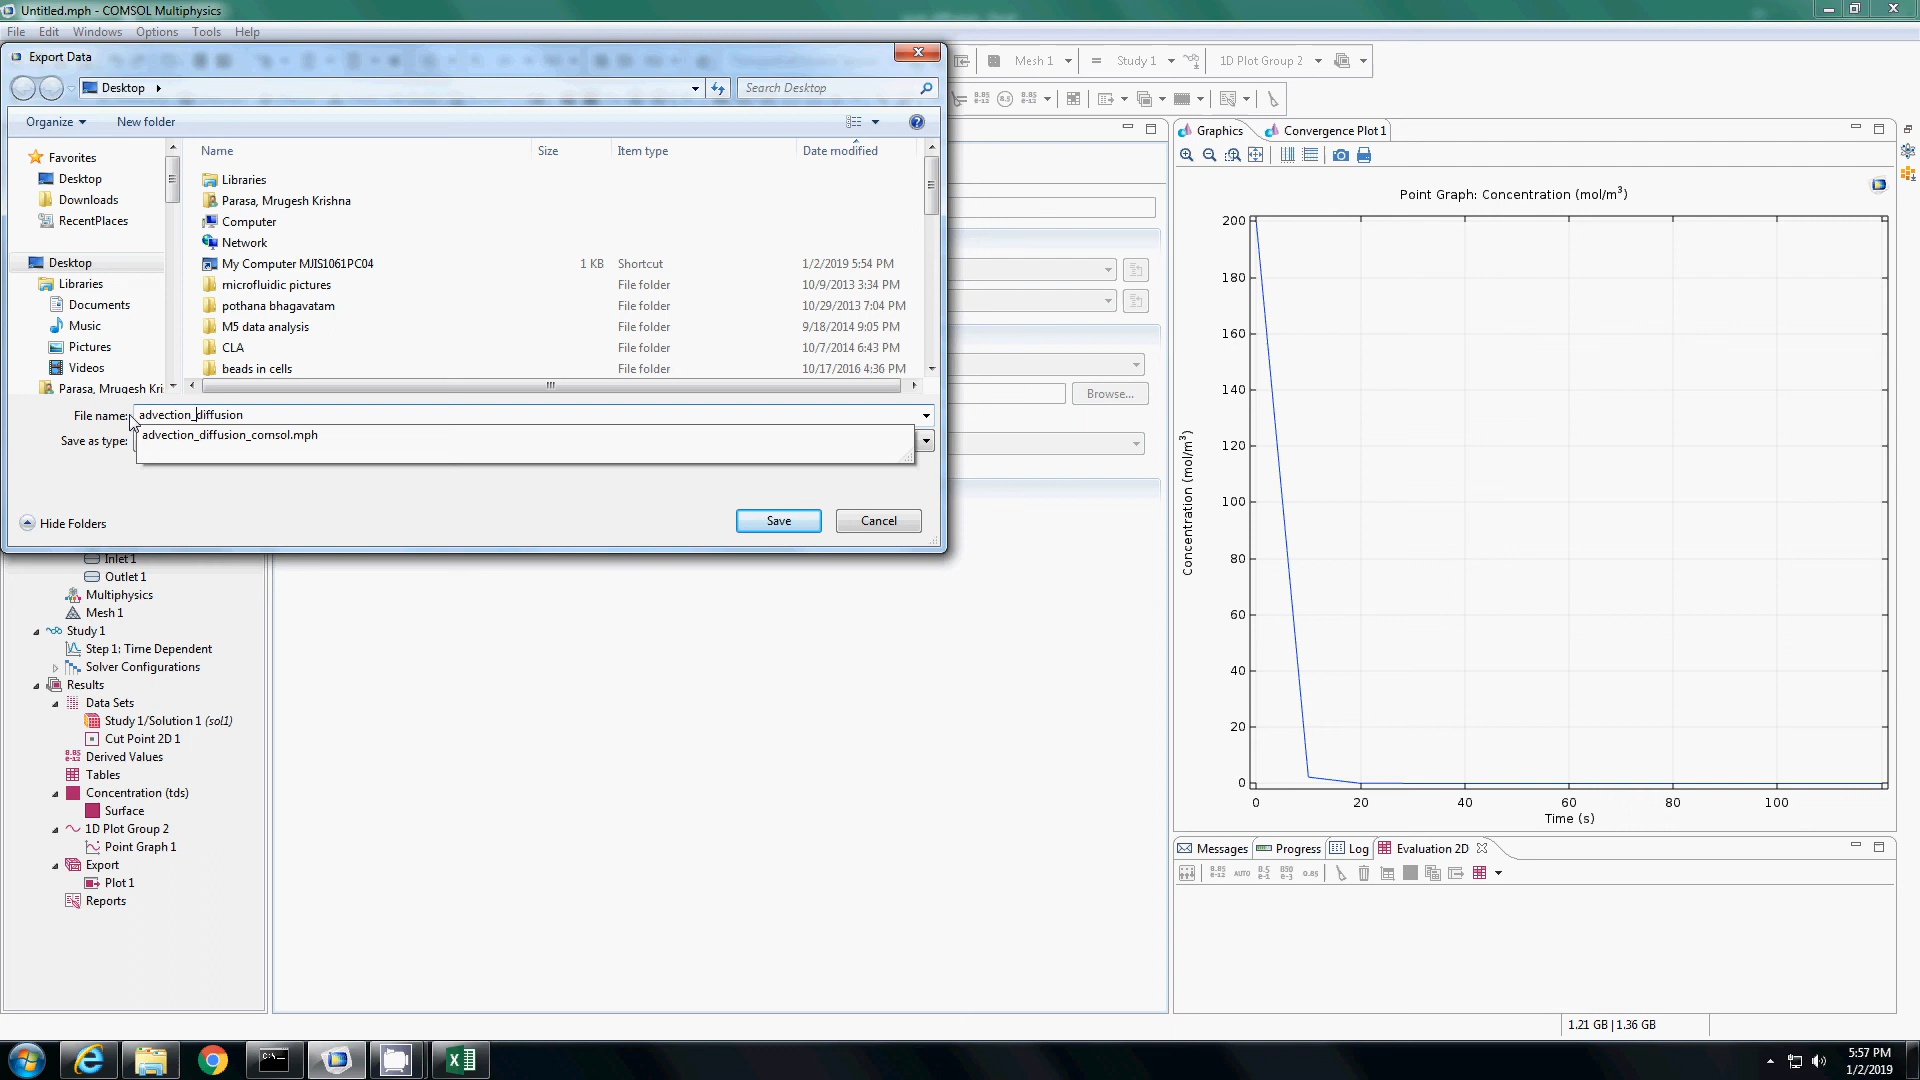 Untitled.mph - COMSOL Multiphysics
File Edit Windows Options Tools Help
Export Data
Mesh 1 Study 1 1D Plot Group 2
Desktop
Search Desktop
Organize New folder
Name Size Item type Date modified
Favorites
Desktop
Downloads
RecentPlaces
Desktop
Libraries
Documents
Music
Pictures
Videos
Parasa, Mrugesh Kri
Libraries
Parasa, Mrugesh Krishna
Computer
Network
My Computer MJIS1061PC04 1 KB Shortcut 1/2/2019 5:54 PM
microfluidic pictures File folder 10/9/2013 3:34 PM
pothana bhagavatam File folder 10/29/2013 7:04 PM
M5 data analysis File folder 9/18/2014 9:05 PM
CLA File folder 10/7/2014 6:43 PM
beads in cells File folder 10/17/2016 4:36 PM
File name: advection_diffusion
advection_diffusion_comsol.mph
Save as type:
Hide Folders
Save Cancel
Browse...
Inlet 1
Outlet 1
Multiphysics
Mesh 1
Study 1
Step 1: Time Dependent
Solver Configurations
Results
Data Sets
Study 1/Solution 1 (sol1)
Cut Point 2D 1
Derived Values
Tables
Concentration (tds)
Surface
1D Plot Group 2
Point Graph 1
Export
Plot 1
Reports
Graphics Convergence Plot 1
Point Graph: Concentration (mol/m³)
Concentration (mol/m³)
200
180
160
140
120
100
80
60
40
20
0
0 20 40 60 80 100
Time (s)
Messages Progress Log Evaluation 2D
8.85 e-12 AUTO 8.5 e-1 850 e-3 0.85
1.21 GB | 1.36 GB
5:57 PM
1/2/2019